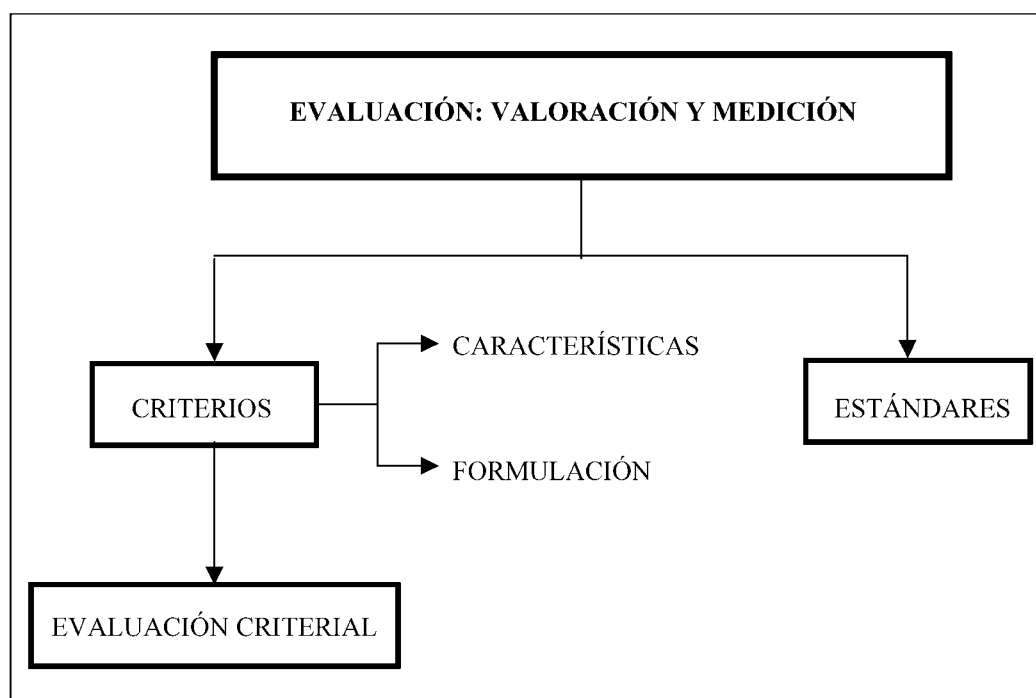 EVALUACIÓN: VALORACIÓN Y MEDICIÓN
CARACTERÍSTICAS
CRITERIOS
ESTÁNDARES
FORMULACIÓN
EVALUACIÓN CRITERIAL